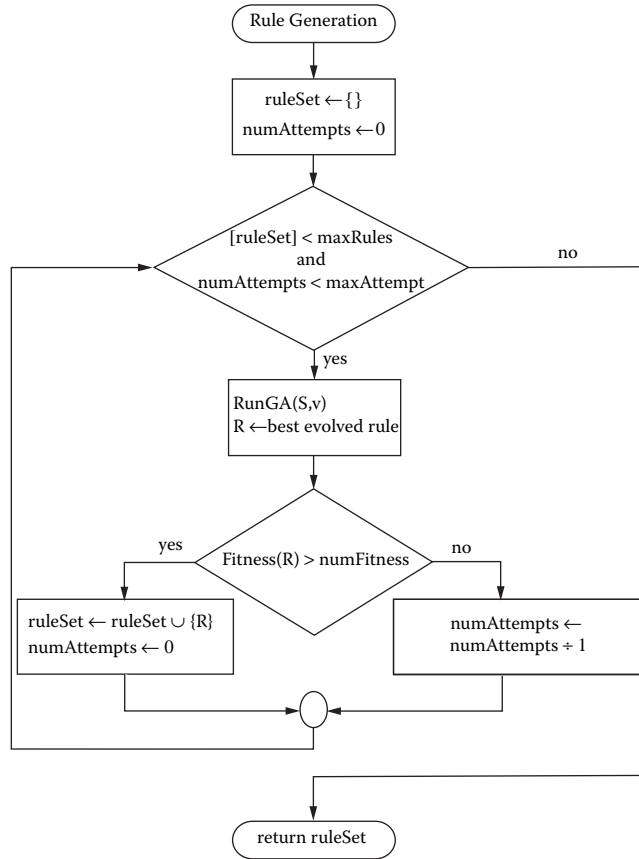 Rule Generation
ruleSet ← { }
numAttempts ← 0
[ruleSet] < maxRules
and
numAttempts < maxAttempt
no
yes
RunGA(S,v)
R ← best evolved rule
Fitness(R) > numFitness
yes
no
ruleSet ← ruleSet ∪ {R}
numAttempts ← 0
numAttempts ←
numAttempts ÷ 1
return ruleSet